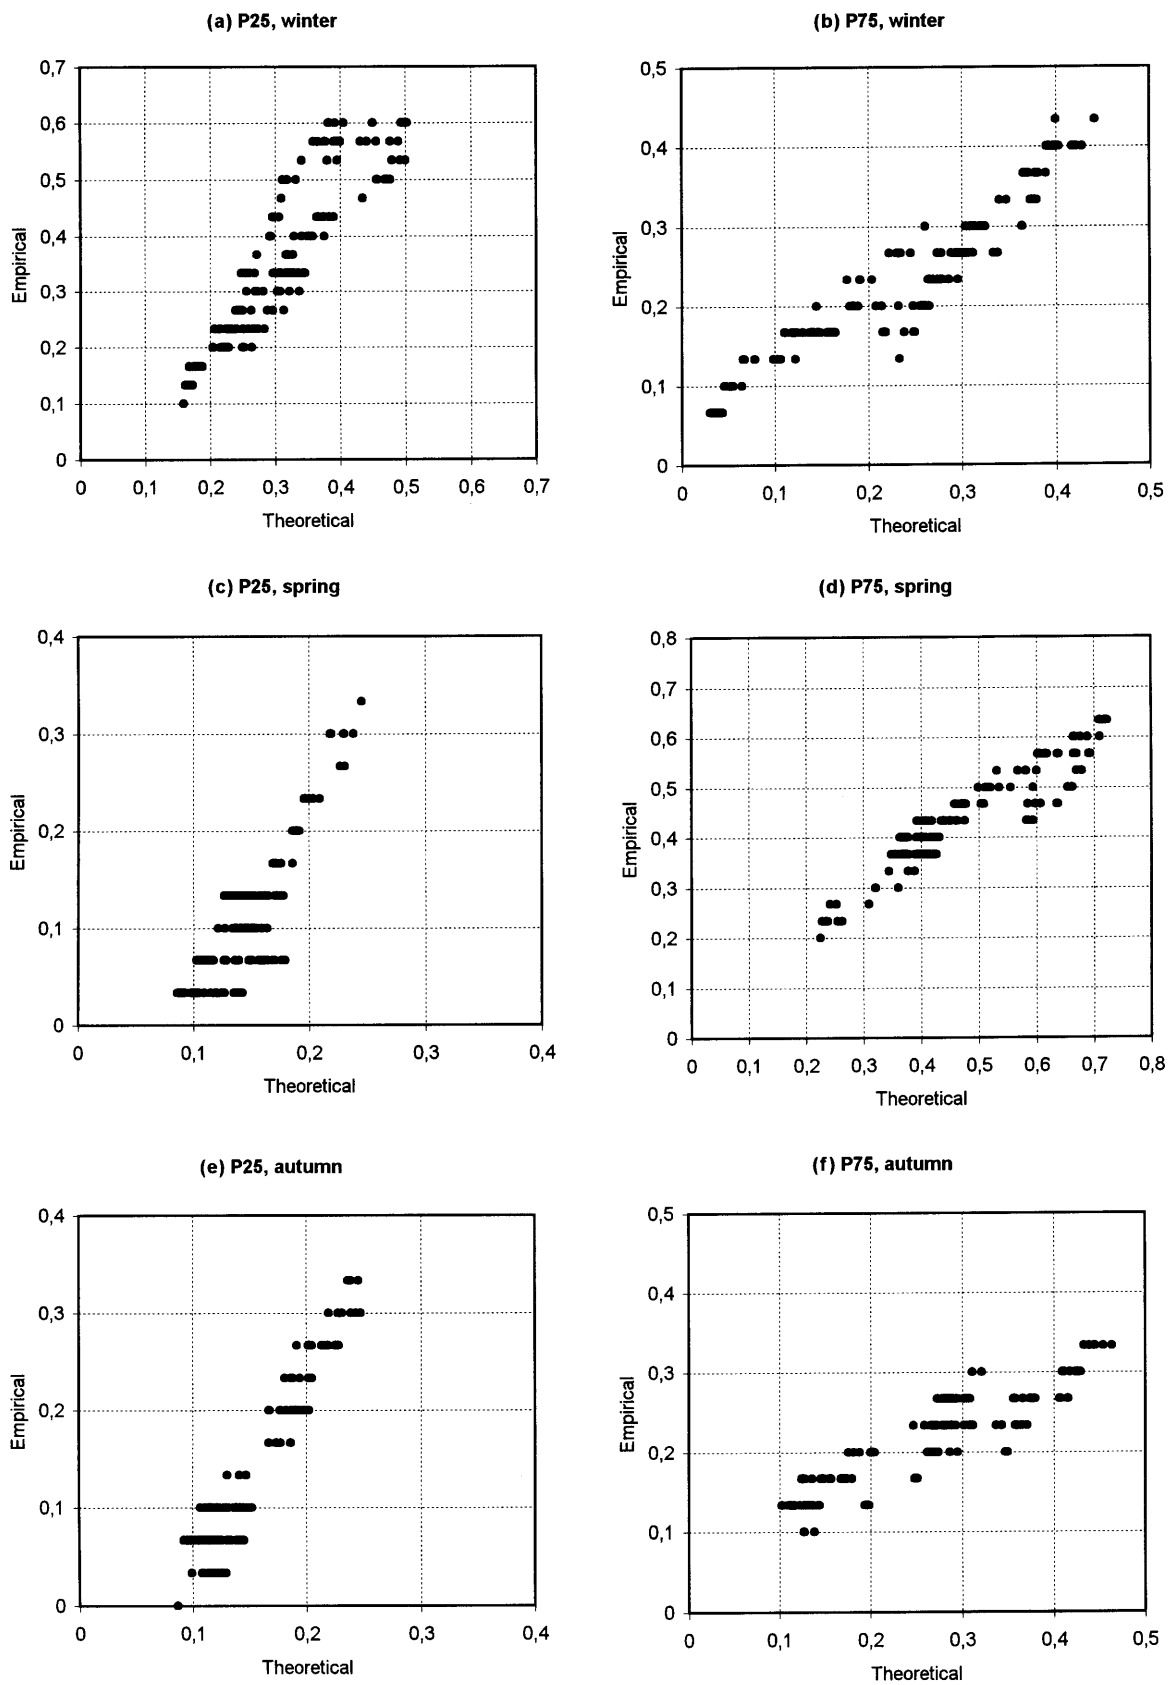 (a) P25, winter
0,7
0,6
0,5
0,4
0,3
0,2
0,1
0
Empirical
0 0,1 0,2 0,3 0,4 0,5 0,6 0,7
Theoretical
(b) P75, winter
0,5
0,4
0,3
0,2
0,1
0
Empirical
0 0,1 0,2 0,3 0,4 0,5
Theoretical
(c) P25, spring
0,4
0,3
0,2
0,1
0
Empirical
0 0,1 0,2 0,3 0,4
Theoretical
(d) P75, spring
0,8
0,7
0,6
0,5
0,4
0,3
0,2
0,1
0
Empirical
0 0,1 0,2 0,3 0,4 0,5 0,6 0,7 0,8
Theoretical
(e) P25, autumn
0,4
0,3
0,2
0,1
0
Empirical
0 0,1 0,2 0,3 0,4
Theoretical
(f) P75, autumn
0,5
0,4
0,3
0,2
0,1
0
Empirical
0 0,1 0,2 0,3 0,4 0,5
Theoretical